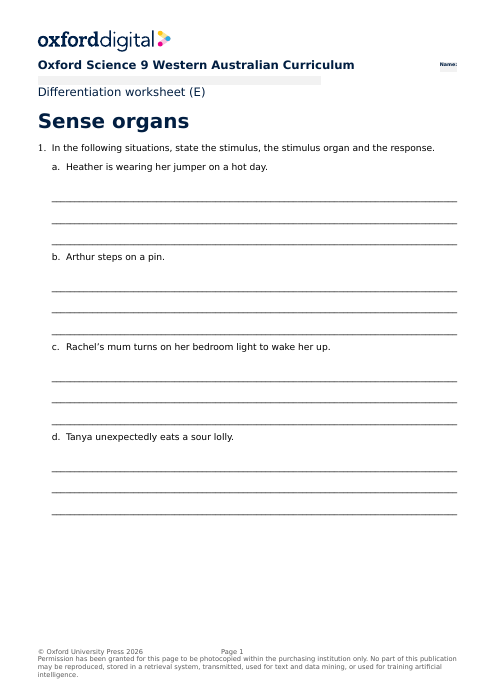 oxforddigital
Oxford Science 9 Western Australian Curriculum
Name:
Differentiation worksheet (E)
Sense organs
1. In the following situations, state the stimulus, the stimulus organ and the response.
a. Heather is wearing her jumper on a hot day.
b. Arthur steps on a pin.
c. Rachel’s mum turns on her bedroom light to wake her up.
d. Tanya unexpectedly eats a sour lolly.
© Oxford University Press 2026 Page 1
Permission has been granted for this page to be photocopied within the purchasing institution only. No part of this publication
may be reproduced, stored in a retrieval system, transmitted, used for text and data mining, or used for training artificial
intelligence.